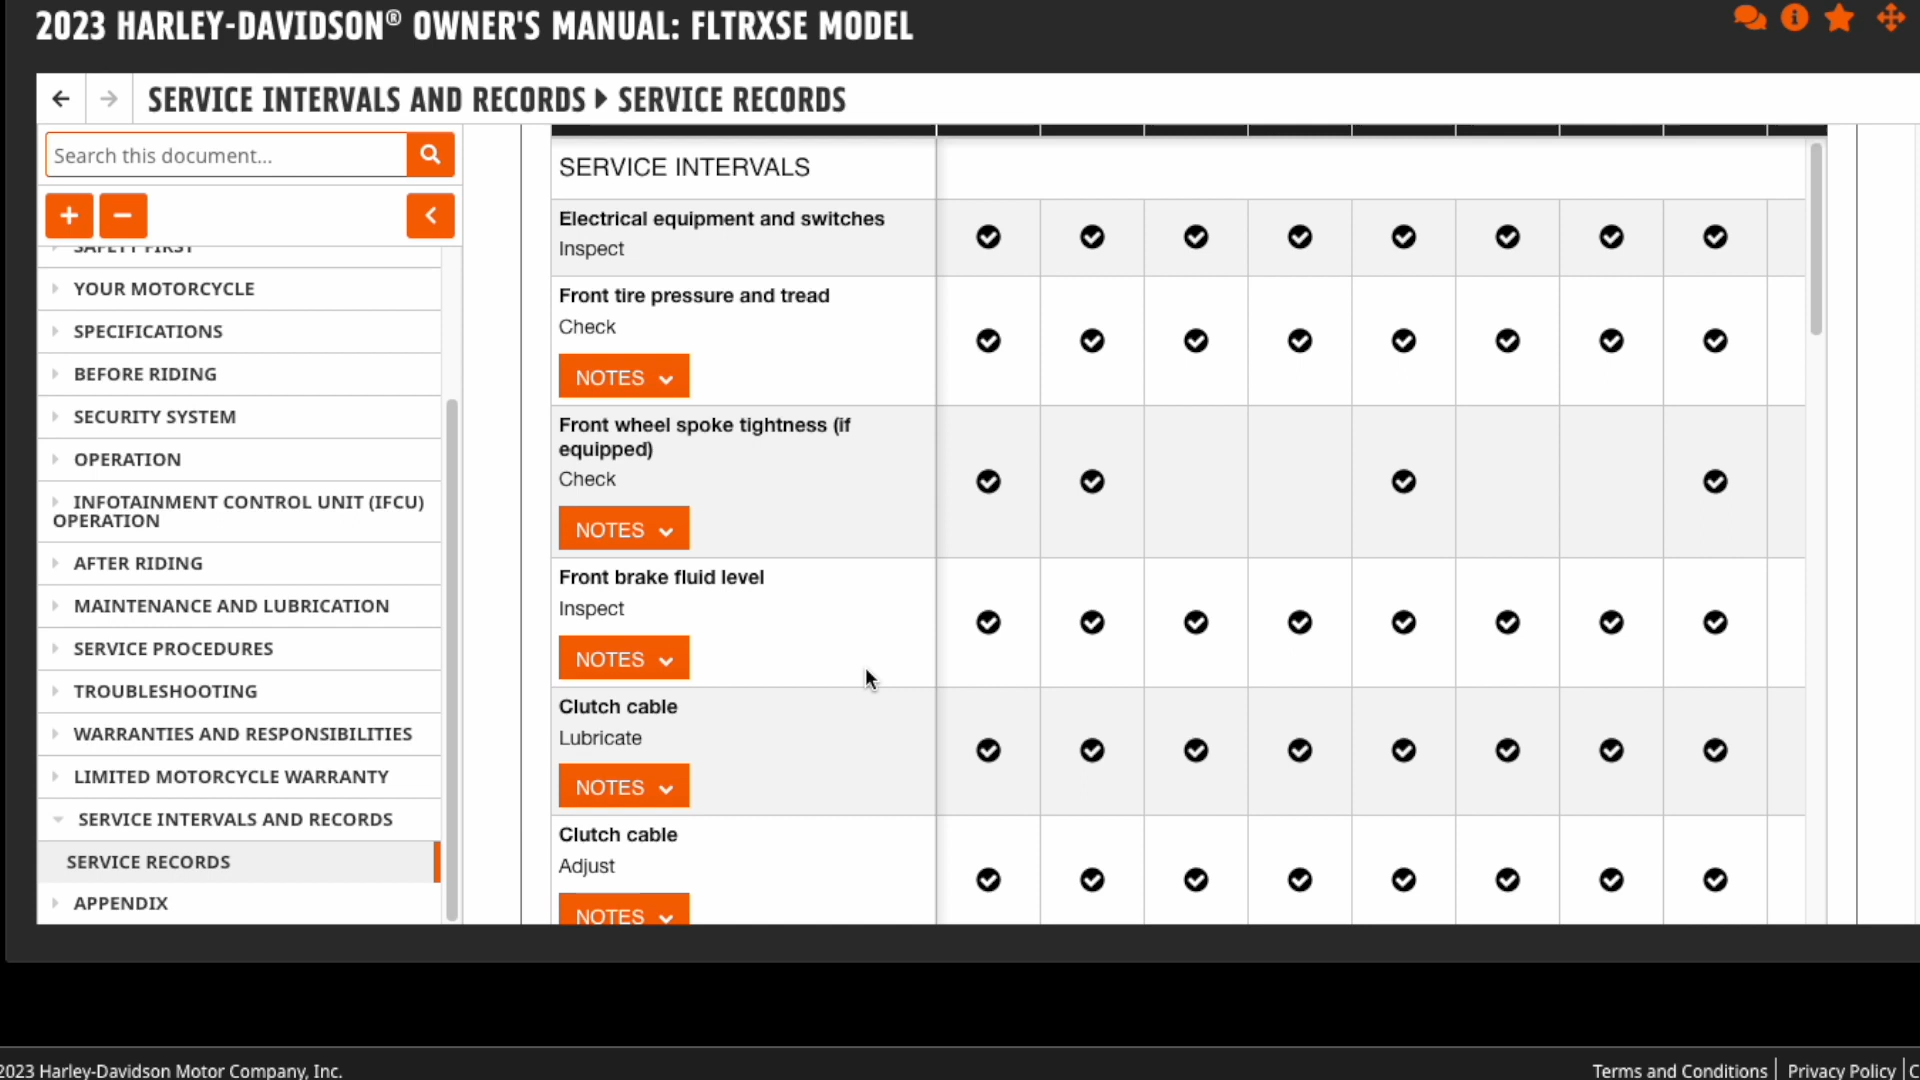 2023 HARLEY-DAVIDSON® OWNER'S MANUAL: FLTRXSE MODEL
SERVICE INTERVALS AND RECORDS SERVICE RECORDS
Search this document...
SAFETY FIRST
YOUR MOTORCYCLE
SPECIFICATIONS
BEFORE RIDING
SECURITY SYSTEM
OPERATION
INFOTAINMENT CONTROL UNIT (IFCU)
OPERATION
AFTER RIDING
MAINTENANCE AND LUBRICATION
SERVICE PROCEDURES
TROUBLESHOOTING
WARRANTIES AND RESPONSIBILITIES
LIMITED MOTORCYCLE WARRANTY
SERVICE INTERVALS AND RECORDS
SERVICE RECORDS
APPENDIX
SERVICE INTERVALS
Electrical equipment and switches
Inspect
Front tire pressure and tread
Check
NOTES
Front wheel spoke tightness (if
equipped)
Check
NOTES
Front brake fluid level
Inspect
NOTES
Clutch cable
Lubricate
NOTES
Clutch cable
Adjust
NOTES
2023 Harley-Davidson Motor Company, Inc.
Terms and Conditions | Privacy Policy | C